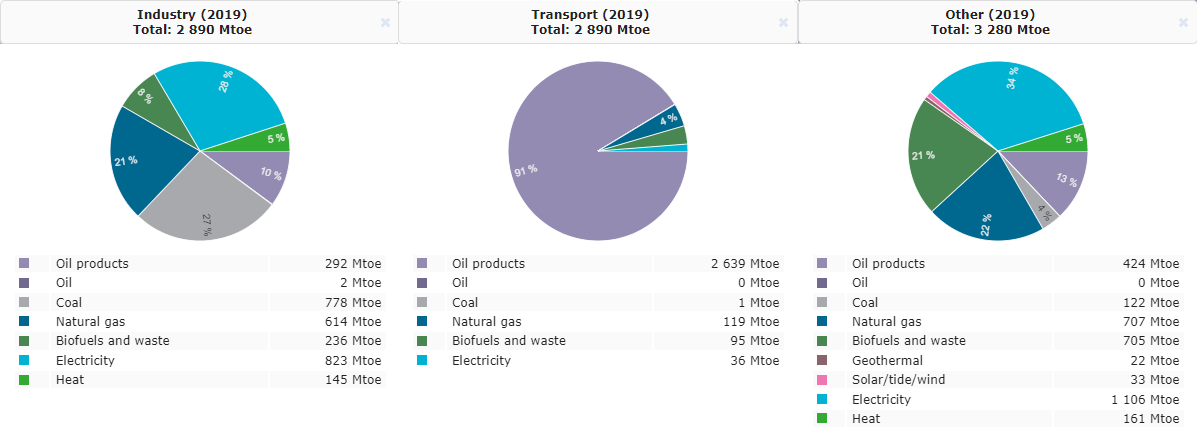 Industry (2019)
Total: 2 890 Mtoe
28 %
8 %
5 %
21 %
10 %
27 %
Oil products 292 Mtoe
Oil 2 Mtoe
Coal 778 Mtoe
Natural gas 614 Mtoe
Biofuels and waste 236 Mtoe
Electricity 823 Mtoe
Heat 145 Mtoe
Transport (2019)
Total: 2 890 Mtoe
4 %
91 %
Oil products 2 639 Mtoe
Oil 0 Mtoe
Coal 1 Mtoe
Natural gas 119 Mtoe
Biofuels and waste 95 Mtoe
Electricity 36 Mtoe
Other (2019)
Total: 3 280 Mtoe
34 %
5 %
21 %
13 %
4 %
22 %
Oil products 424 Mtoe
Oil 0 Mtoe
Coal 122 Mtoe
Natural gas 707 Mtoe
Biofuels and waste 705 Mtoe
Geothermal 22 Mtoe
Solar/tide/wind 33 Mtoe
Electricity 1 106 Mtoe
Heat 161 Mtoe